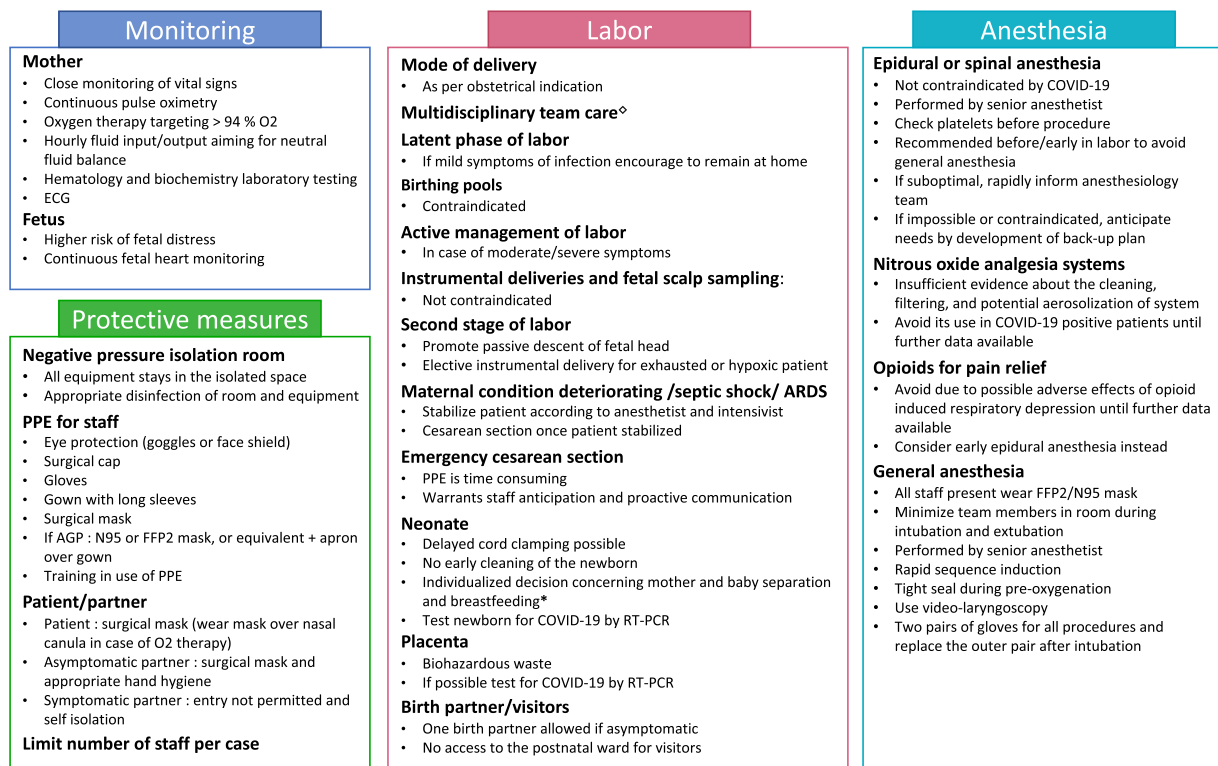 Monitoring
Mother
• Close monitoring of vital signs
• Continuous pulse oximetry
• Oxygen therapy targeting > 94 % O2
• Hourly fluid input/output aiming for neutral
fluid balance
• Hematology and biochemistry laboratory testing
• ECG
Fetus
• Higher risk of fetal distress
• Continuous fetal heart monitoring
Protective measures
Negative pressure isolation room
• All equipment stays in the isolated space
• Appropriate disinfection of room and equipment
PPE for staff
• Eye protection (goggles or face shield)
• Surgical cap
• Gloves
• Gown with long sleeves
• Surgical mask
• If AGP : N95 or FFP2 mask, or equivalent + apron
over gown
• Training in use of PPE
Patient/partner
• Patient : surgical mask (wear mask over nasal
canula in case of O2 therapy)
• Asymptomatic partner : surgical mask and
appropriate hand hygiene
• Symptomatic partner : entry not permitted and
self isolation
Limit number of staff per case
Labor
Mode of delivery
• As per obstetrical indication
Multidisciplinary team care◇
Latent phase of labor
• If mild symptoms of infection encourage to remain at home
Birthing pools
• Contraindicated
Active management of labor
• In case of moderate/severe symptoms
Instrumental deliveries and fetal scalp sampling:
• Not contraindicated
Second stage of labor
• Promote passive descent of fetal head
• Elective instrumental delivery for exhausted or hypoxic patient
Maternal condition deteriorating /septic shock/ ARDS
• Stabilize patient according to anesthetist and intensivist
• Cesarean section once patient stabilized
Emergency cesarean section
• PPE is time consuming
• Warrants staff anticipation and proactive communication
Neonate
• Delayed cord clamping possible
• No early cleaning of the newborn
• Individualized decision concerning mother and baby separation
and breastfeeding*
• Test newborn for COVID-19 by RT-PCR
Placenta
• Biohazardous waste
• If possible test for COVID-19 by RT-PCR
Birth partner/visitors
• One birth partner allowed if asymptomatic
• No access to the postnatal ward for visitors
Anesthesia
Epidural or spinal anesthesia
• Not contraindicated by COVID-19
• Performed by senior anesthetist
• Check platelets before procedure
• Recommended before/early in labor to avoid
general anesthesia
• If suboptimal, rapidly inform anesthesiology
team
• If impossible or contraindicated, anticipate
needs by development of back-up plan
Nitrous oxide analgesia systems
• Insufficient evidence about the cleaning,
filtering, and potential aerosolization of system
• Avoid its use in COVID-19 positive patients until
further data available
Opioids for pain relief
• Avoid due to possible adverse effects of opioid
induced respiratory depression until further data
available
• Consider early epidural anesthesia instead
General anesthesia
• All staff present wear FFP2/N95 mask
• Minimize team members in room during
intubation and extubation
• Performed by senior anesthetist
• Rapid sequence induction
• Tight seal during pre-oxygenation
• Use video-laryngoscopy
• Two pairs of gloves for all procedures and
replace the outer pair after intubation